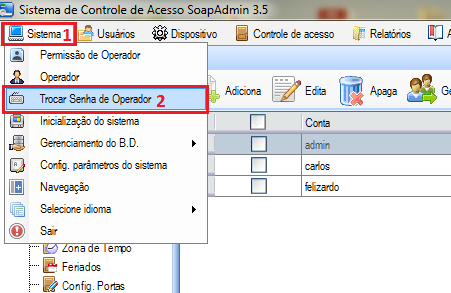 Sistema de Controle de Acesso SoapAdmin 3.5
Sistema 1 Usuários Dispositivo Controle de acesso Relatórios
Permissão de Operador
Operador
Trocar Senha de Operador 2
Inicialização do sistema
Gerenciamento do B.D.
Config. parâmetros do sistema
Navegação
Selecione idioma
Sair
Adiciona Edita Apaga
Conta
admin
carlos
felizardo
Zona de Tempo
Feriados
Config. Portas